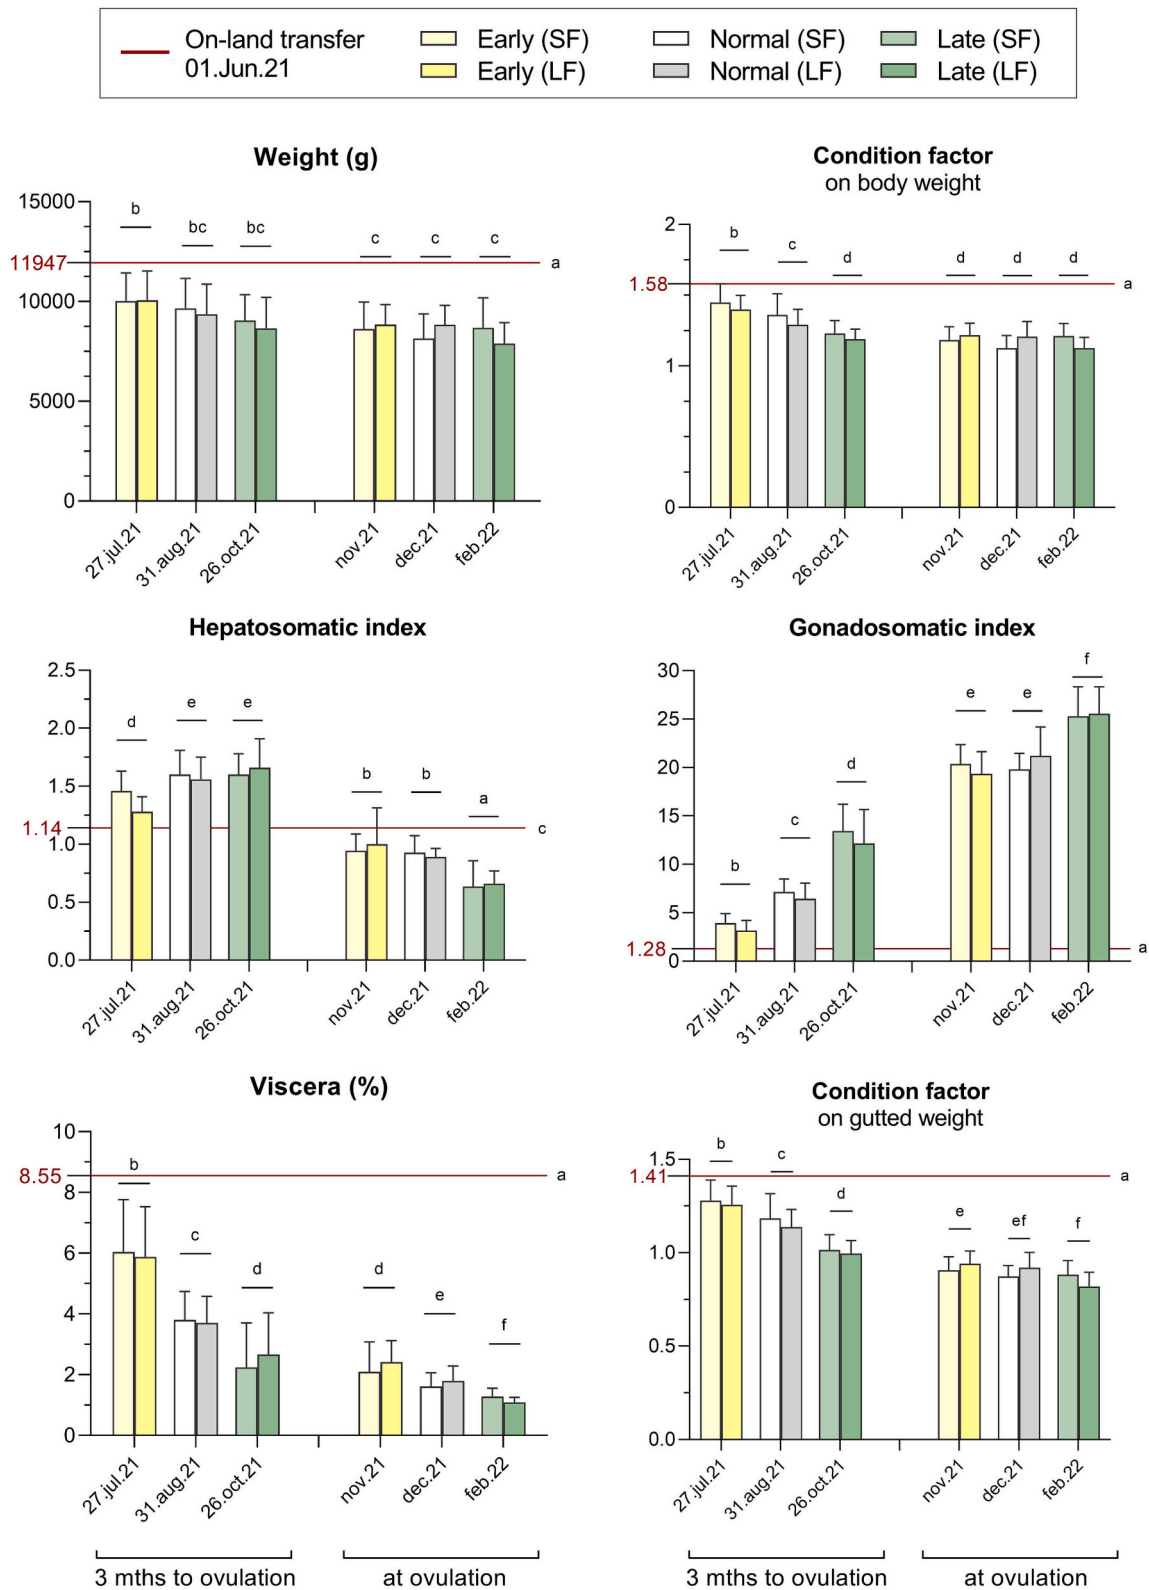 On-land transfer
01.Jun.21
Early (SF)
Early (LF)
Normal (SF)
Normal (LF)
Late (SF)
Late (LF)
Weight (g)
15000
11947
10000
5000
0
b
bc
bc
c
c
c
a
27.jul.21
31.aug.21
26.oct.21
nov.21
dec.21
feb.22
Condition factor
on body weight
2
1.58
1
0
b
c
d
d
d
d
a
27.jul.21
31.aug.21
26.oct.21
nov.21
dec.21
feb.22
Hepatosomatic index
2.5
2.0
1.5
1.14
1.0
0.5
0.0
d
e
e
b
b
a
c
27.jul.21
31.aug.21
26.oct.21
nov.21
dec.21
feb.22
Gonadosomatic index
30
25
20
15
10
5
1.28
0
b
c
d
e
e
f
a
27.jul.21
31.aug.21
26.oct.21
nov.21
dec.21
feb.22
Viscera (%)
10
8.55
8
6
4
2
0
b
c
d
d
e
f
a
27.jul.21
31.aug.21
26.oct.21
nov.21
dec.21
feb.22
3 mths to ovulation
at ovulation
Condition factor
on gutted weight
1.5
1.41
1.0
0.5
0.0
b
c
d
e
ef
f
a
27.jul.21
31.aug.21
26.oct.21
nov.21
dec.21
feb.22
3 mths to ovulation
at ovulation